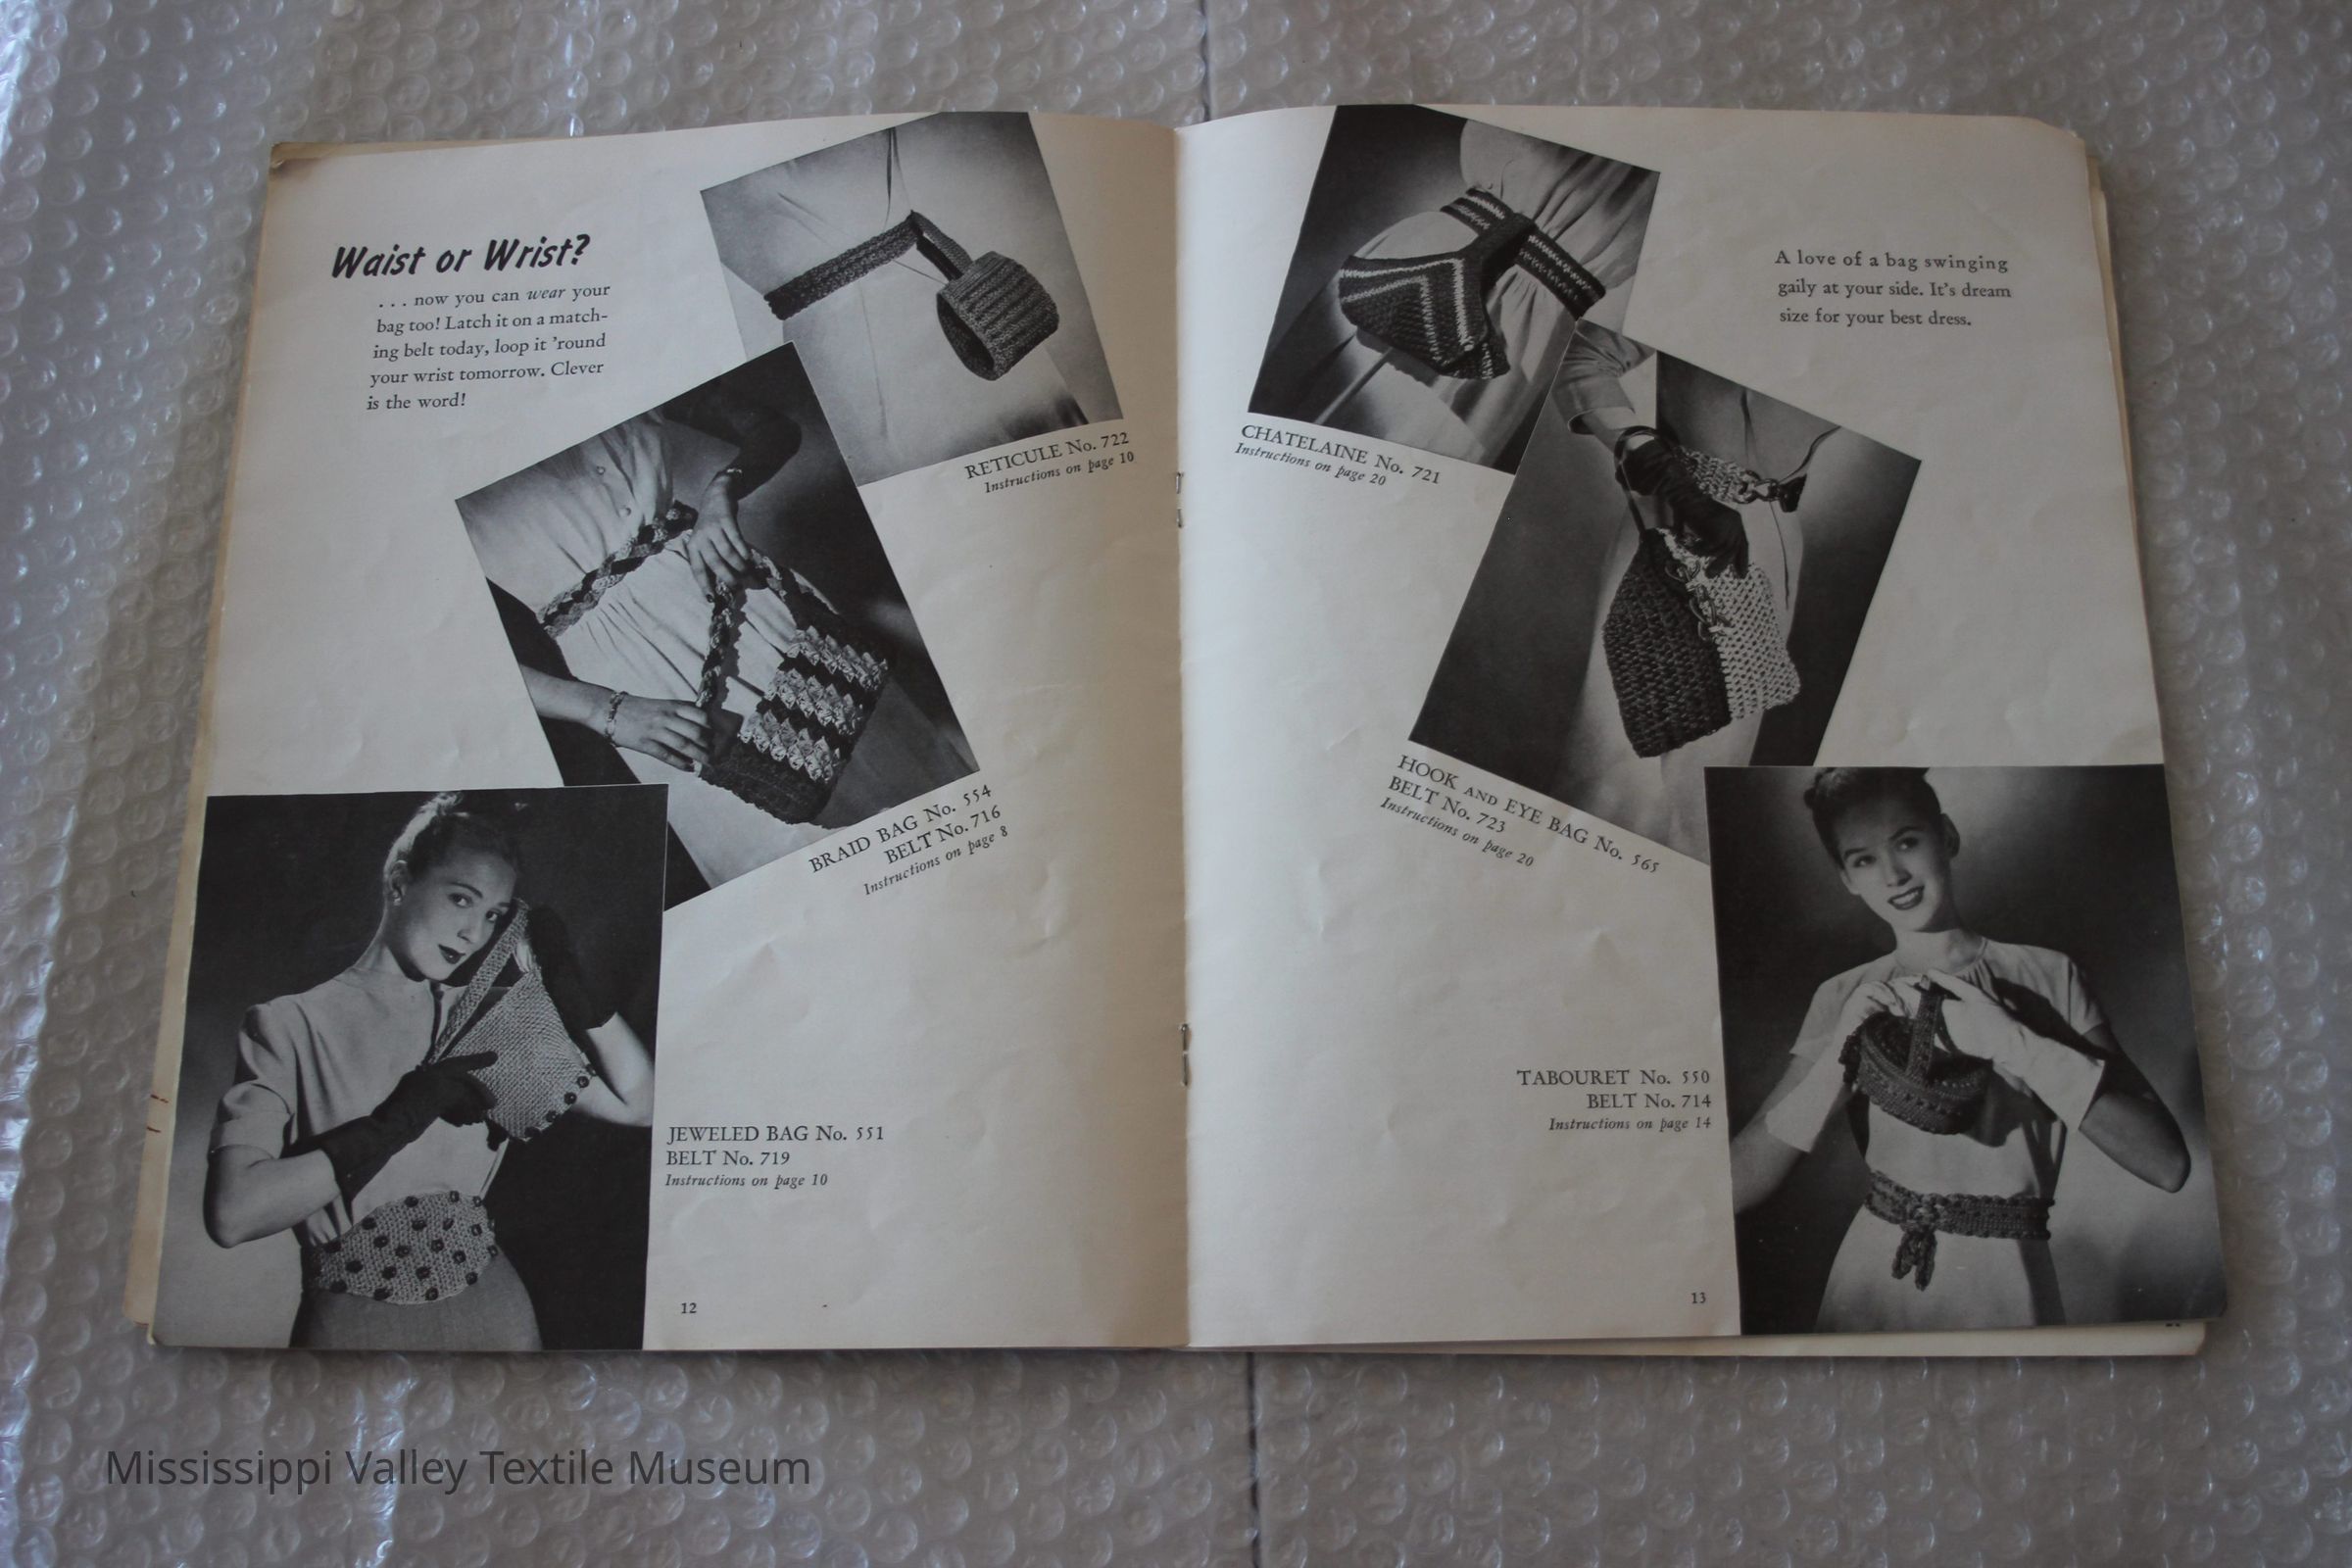 Waist or Wrist?
. . . now you can wear your
bag too! Latch it on a match-
ing belt today, loop it 'round
your wrist tomorrow. Clever
is the word!
RETICULE No. 722
Instructions on page 10
BRAID BAG No. 554
BELT No. 716
Instructions on page 8
JEWELED BAG No. 551
BELT No. 719
Instructions on page 10
12
CHATELAINE No. 721
Instructions on page 20
A love of a bag swinging
gaily at your side. It's dream
size for your best dress.
HOOK AND EYE BAG No. 565
BELT No. 723
Instructions on page 20
TABOURET No. 550
BELT No. 714
Instructions on page 14
13
Mississippi Valley Textile Museum